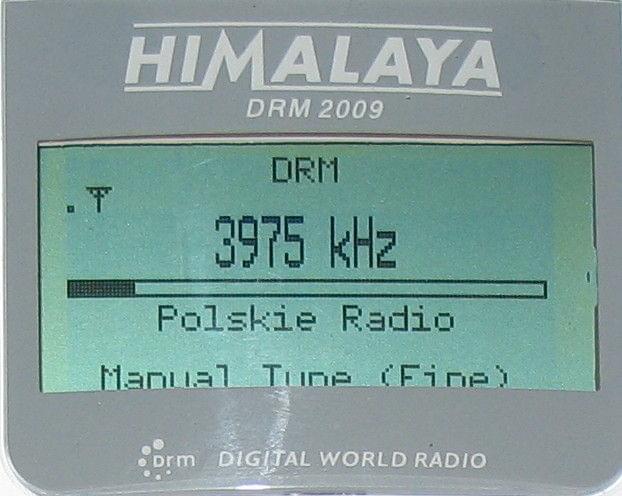 HIMALAYA
DRM 2009
DRM
3975 kHz
Polskie Radio
Manual Tune (Fine)
Drm DIGITAL WORLD RADIO